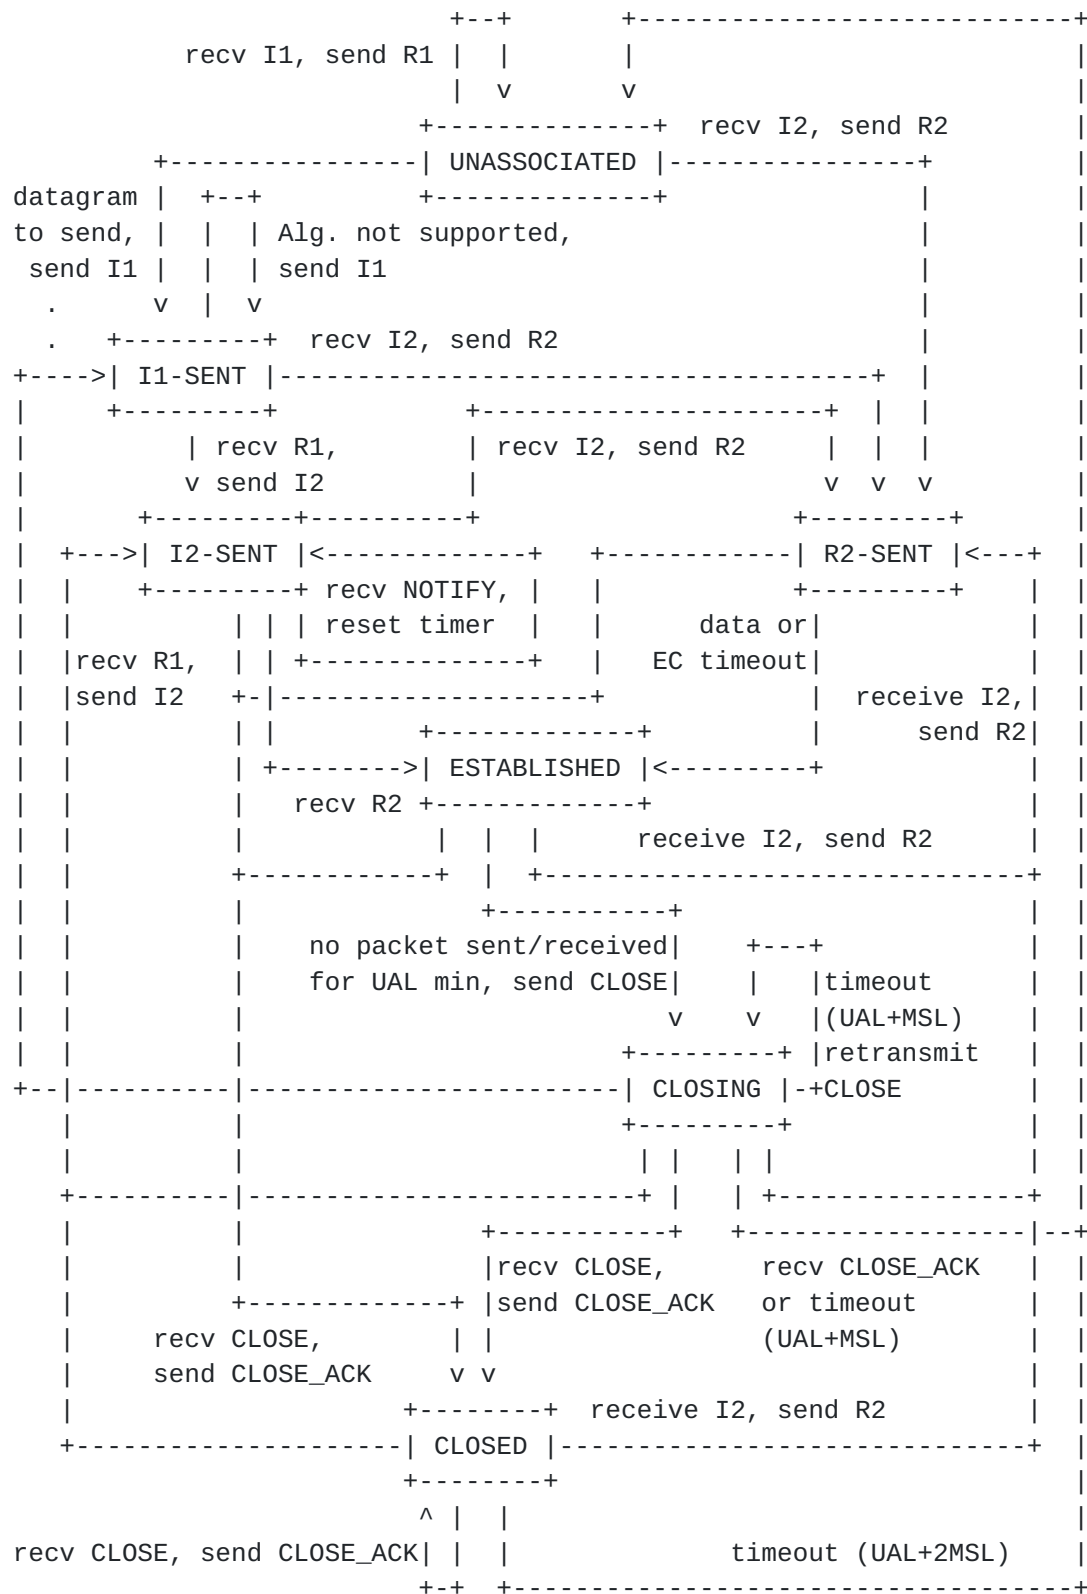 recv I1, send R1
recv I2, send R2
UNASSOCIATED
datagram
to send,
Alg. not supported,
send I1
send I1
recv I2, send R2
I1-SENT
recv R1,
recv I2, send R2
send I2
I2-SENT
R2-SENT
recv NOTIFY,
reset timer
data or
recv R1,
EC timeout
send I2
receive I2,
send R2
ESTABLISHED
recv R2
receive I2, send R2
no packet sent/received
for UAL min, send CLOSE
timeout
(UAL+MSL)
retransmit
CLOSING
CLOSE
recv CLOSE,
recv CLOSE_ACK
send CLOSE_ACK
or timeout
recv CLOSE,
(UAL+MSL)
send CLOSE_ACK
receive I2, send R2
CLOSED
recv CLOSE, send CLOSE_ACK
timeout (UAL+2MSL)